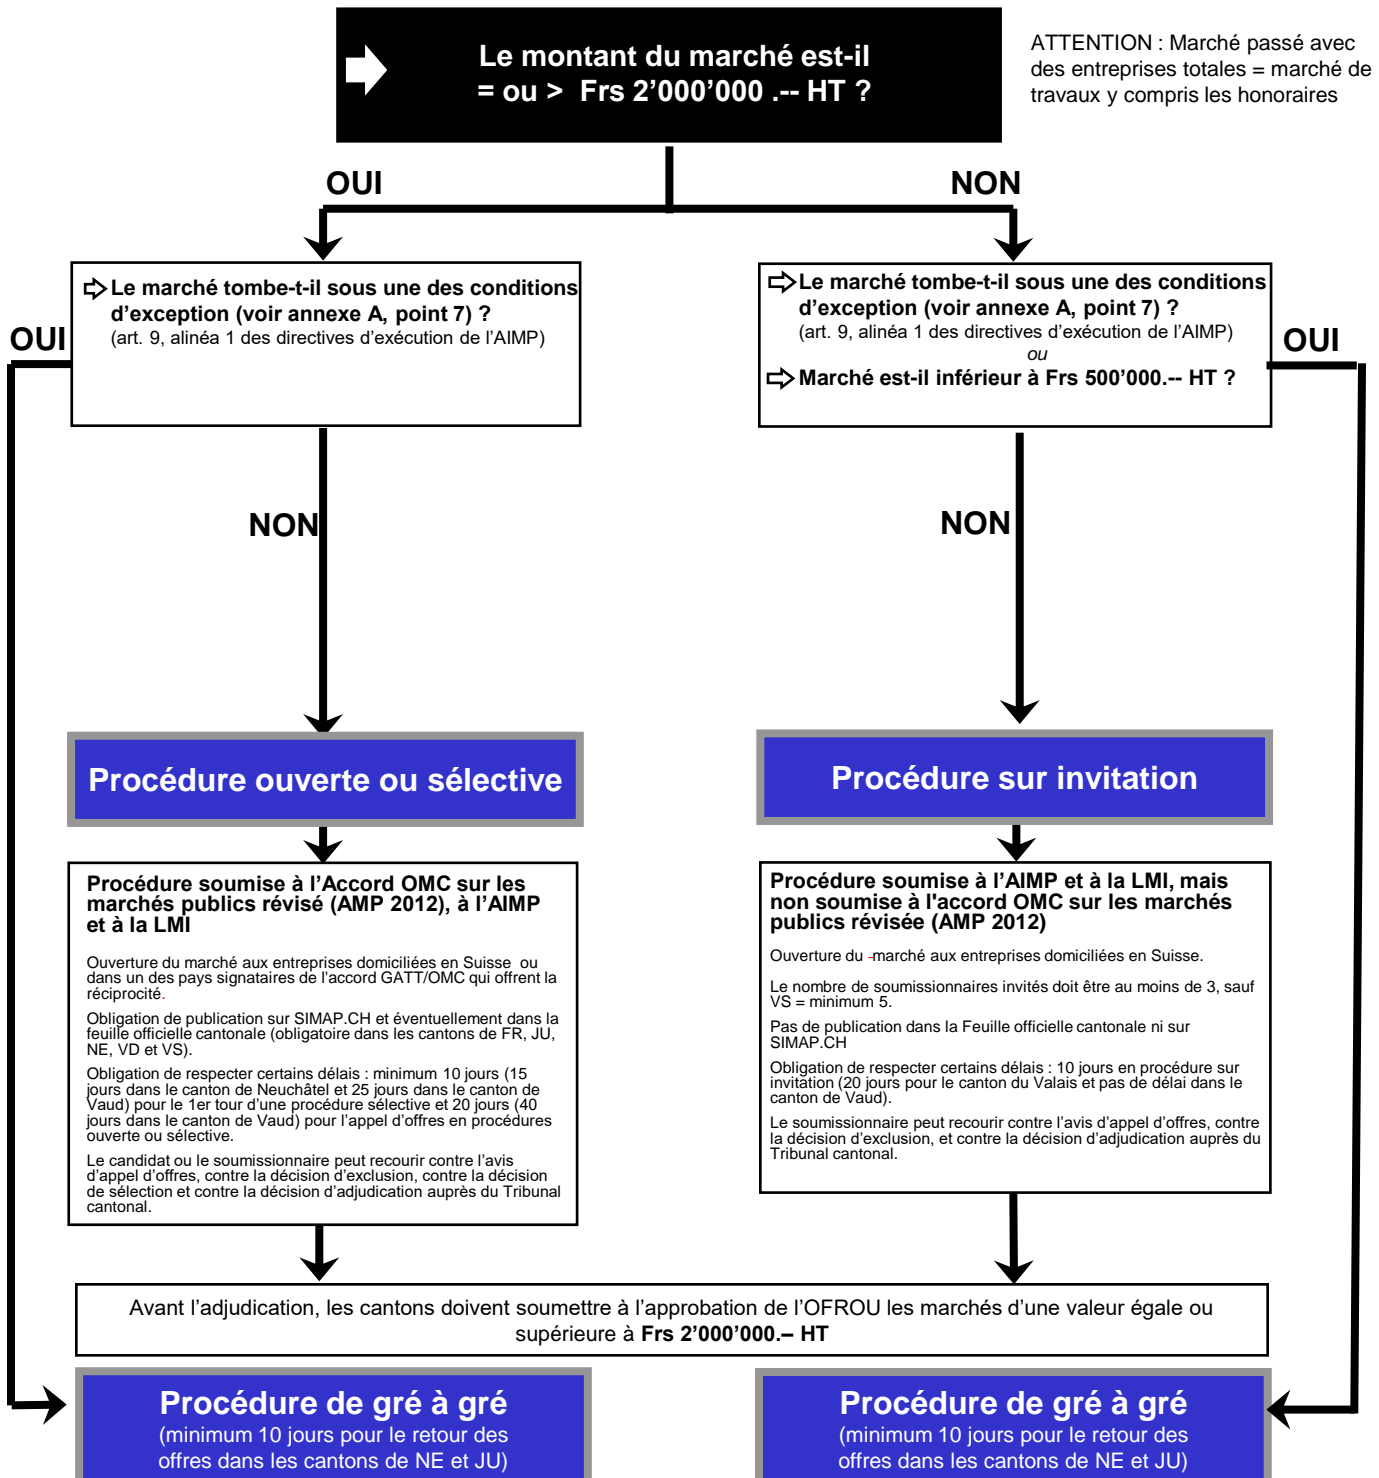 Le montant du marché est-il
= ou > Frs 2’000’000 .-- HT ?
ATTENTION : Marché passé avec
des entreprises totales = marché de
travaux y compris les honoraires
OUI
NON
Le marché tombe-t-il sous une des conditions
d’exception (voir annexe A, point 7) ?
(art. 9, alinéa 1 des directives d’exécution de l’AIMP)
OUI
Le marché tombe-t-il sous une des conditions
d’exception (voir annexe A, point 7) ?
(art. 9, alinéa 1 des directives d’exécution de l’AIMP)
ou
Marché est-il inférieur à Frs 500’000.-- HT ?
OUI
NON
NON
Procédure ouverte ou sélective
Procédure sur invitation
Procédure soumise à l’Accord OMC sur les
marchés publics révisé (AMP 2012), à l’AIMP
et à la LMI
Ouverture du marché aux entreprises domiciliées en Suisse ou
dans un des pays signataires de l'accord GATT/OMC qui offrent la
réciprocité.
Obligation de publication sur SIMAP.CH et éventuellement dans la
feuille officielle cantonale (obligatoire dans les cantons de FR, JU,
NE, VD et VS).
Obligation de respecter certains délais : minimum 10 jours (15
jours dans le canton de Neuchâtel et 25 jours dans le canton de
Vaud) pour le 1er tour d’une procédure sélective et 20 jours (40
jours dans le canton de Vaud) pour l’appel d’offres en procédures
ouverte ou sélective.
Le candidat ou le soumissionnaire peut recourir contre l’avis
d’appel d’offres, contre la décision d’exclusion, contre la décision
de sélection et contre la décision d’adjudication auprès du Tribunal
cantonal.
Procédure soumise à l’AIMP et à la LMI, mais
non soumise à l'accord OMC sur les marchés
publics révisée (AMP 2012)
Ouverture du -marché aux entreprises domiciliées en Suisse.
Le nombre de soumissionnaires invités doit être au moins de 3, sauf
VS = minimum 5.
Pas de publication dans la Feuille officielle cantonale ni sur
SIMAP.CH
Obligation de respecter certains délais : 10 jours en procédure sur
invitation (20 jours pour le canton du Valais et pas de délai dans le
canton de Vaud).
Le soumissionnaire peut recourir contre l’avis d’appel d’offres, contre
la décision d’exclusion, et contre la décision d’adjudication auprès du
Tribunal cantonal.
Avant l’adjudication, les cantons doivent soumettre à l’approbation de l’OFROU les marchés d’une valeur égale ou
supérieure à Frs 2’000’000.– HT
Procédure de gré à gré
(minimum 10 jours pour le retour des
offres dans les cantons de NE et JU)
Procédure de gré à gré
(minimum 10 jours pour le retour des
offres dans les cantons de NE et JU)